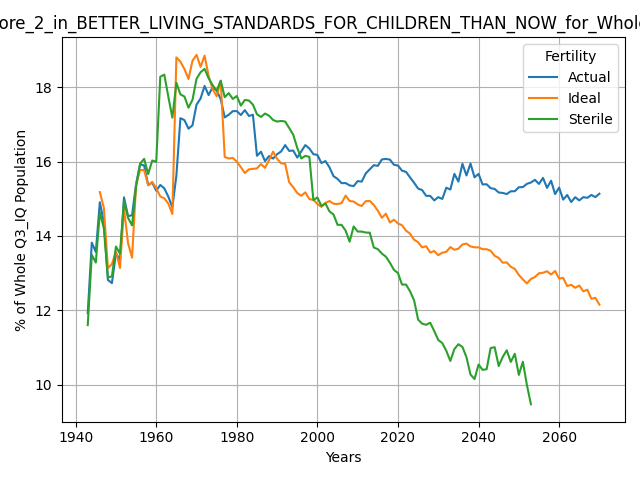 ore_2_in_BETTER_LIVING_STANDARDS_FOR_CHILDREN_THAN_NOW_for_Whole
Fertility
Actual
Ideal
Sterile
% of Whole Q3_IQ Population
18
16
14
12
10
1940 1960 1980 2000 2020 2040 2060
Years